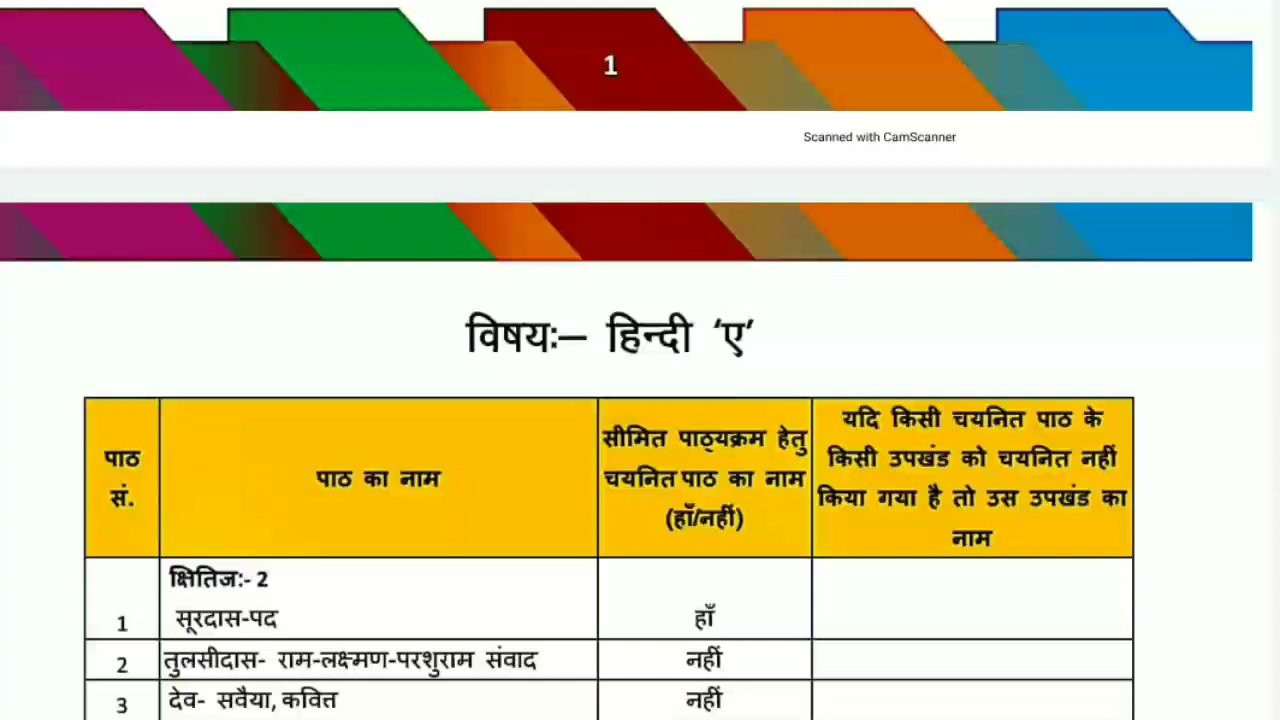 1
Scanned with CamScanner
विषयः– हिन्दी ‘ए’
पाठ सं.
पाठ का नाम
सीमित पाठ्यक्रम हेतु
चयनित पाठ का नाम
(हाँ/नहीं)
यदि किसी चयनित पाठ के
किसी उपखंड को चयनित नहीं
किया गया है तो उस उपखंड का
नाम
क्षितिज:- 2
1 सूरदास-पद हाँ
2 तुलसीदास- राम-लक्ष्मण-परशुराम संवाद नहीं
3 देव- सवैया, कवित्त नहीं